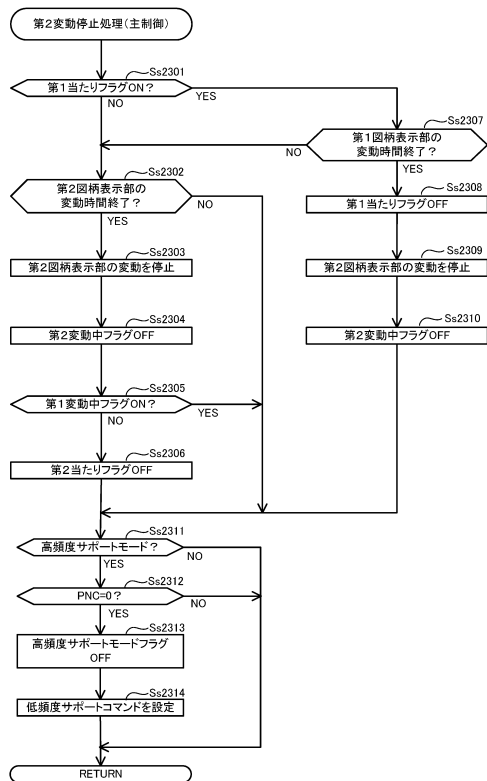 第2変動停止処理(主制御)
Ss2301
第1当たりフラグON？
YES
NO
Ss2307
第1図柄表示部の
変動時間終了？
NO
YES
Ss2302
第2図柄表示部の
変動時間終了？
NO
YES
Ss2308
第1当たりフラグOFF
Ss2303
第2図柄表示部の変動を停止
Ss2309
第2図柄表示部の変動を停止
Ss2304
第2変動中フラグOFF
Ss2310
第2変動中フラグOFF
Ss2305
第1変動中フラグON？
YES
NO
Ss2306
第2当たりフラグOFF
Ss2311
高頻度サポートモード？
NO
YES
Ss2312
PNC=0？
NO
YES
Ss2313
高頻度サポートモードフラグ
OFF
Ss2314
低頻度サポートコマンドを設定
RETURN